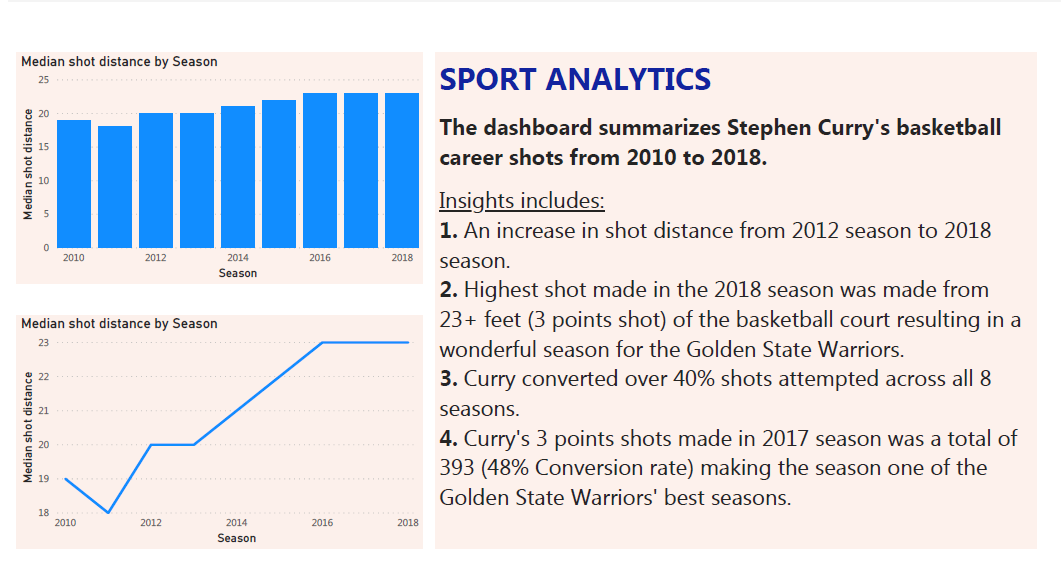 Median shot distance by Season
25
20
15
10
5
0
Median shot distance
2010 2012 2014 2016 2018
Season
Median shot distance by Season
23
22
21
20
19
18
Median shot distance
2010 2012 2014 2016 2018
Season
SPORT ANALYTICS
The dashboard summarizes Stephen Curry's basketball
career shots from 2010 to 2018.
Insights includes:
1. An increase in shot distance from 2012 season to 2018
season.
2. Highest shot made in the 2018 season was made from
23+ feet (3 points shot) of the basketball court resulting in a
wonderful season for the Golden State Warriors.
3. Curry converted over 40% shots attempted across all 8
seasons.
4. Curry's 3 points shots made in 2017 season was a total of
393 (48% Conversion rate) making the season one of the
Golden State Warriors' best seasons.